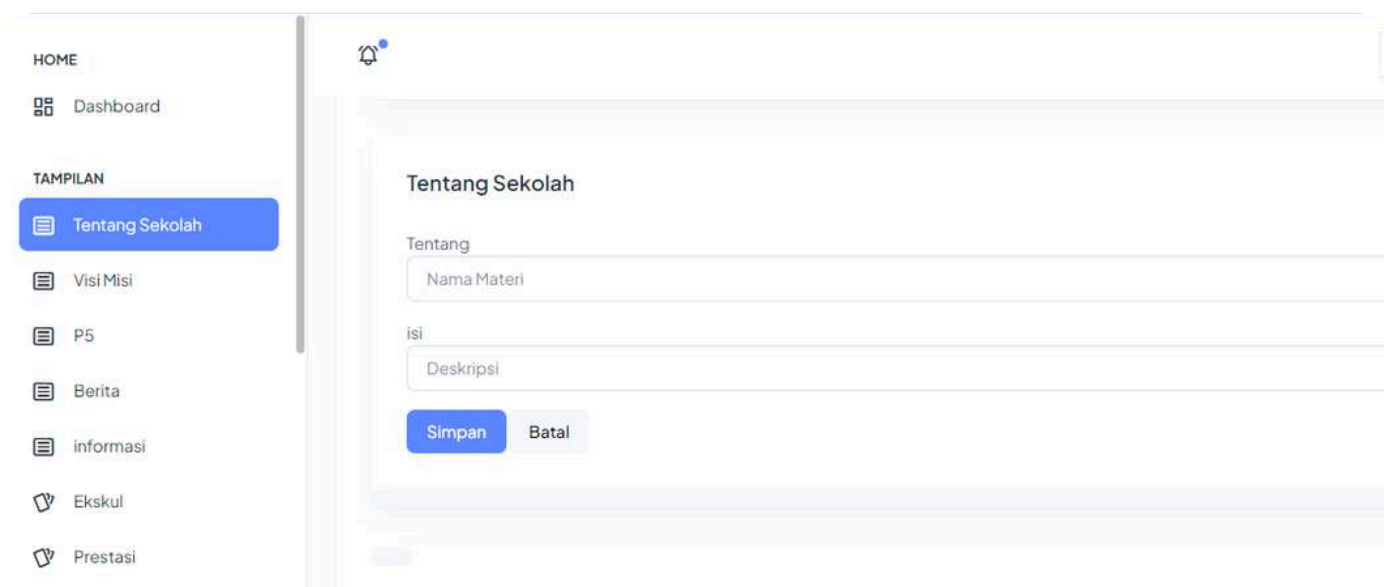 HOME
Dashboard
TAMPILAN
Tentang Sekolah
Visi Misi
P5
Berita
informasi
Ekskul
Prestasi
Tentang Sekolah
Tentang
Nama Materi
isi
Deskripsi
Simpan Batal